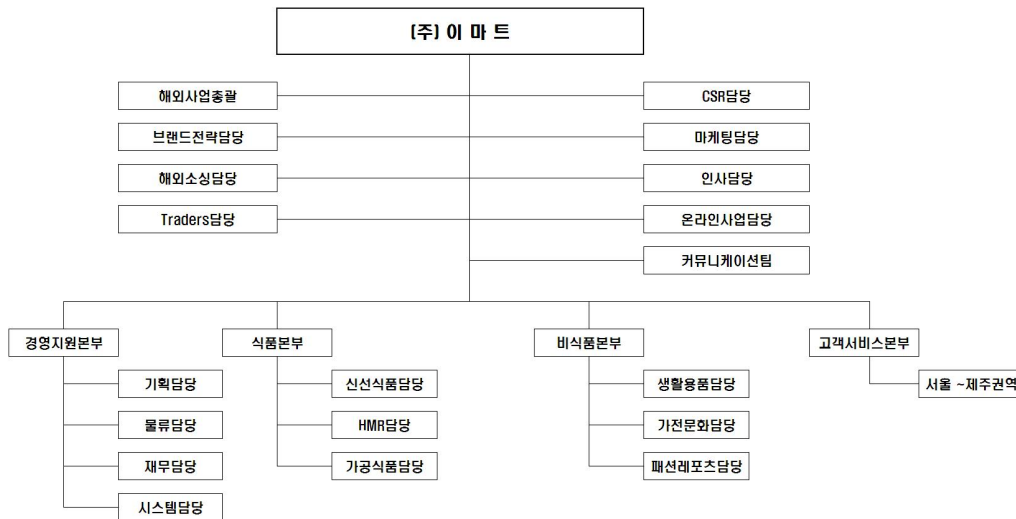 (주) 이 마 트
해외사업총괄
CSR담당
브랜드전략담당
마케팅담당
해외소싱담당
인사담당
Traders담당
온라인사업담당
커뮤니케이션팀
경영지원본부
식품본부
비식품본부
고객서비스본부
기획담당
신선식품담당
생활용품담당
서울 ~제주권역
물류담당
HMR담당
가전문화담당
재무담당
가공식품담당
패션레포츠담당
시스템담당